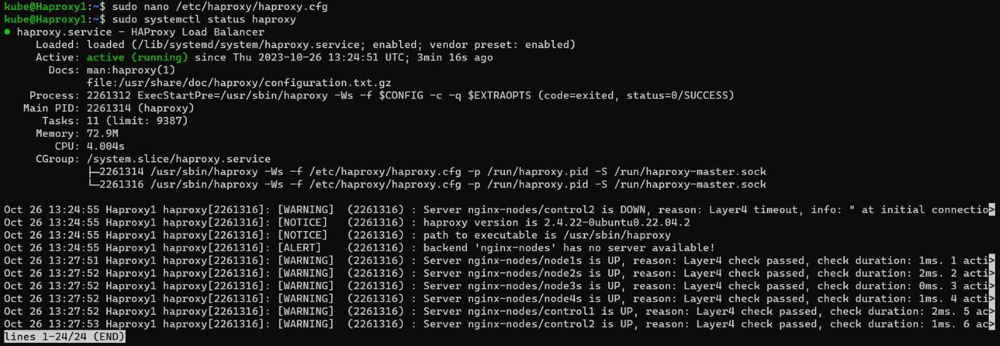 kube@Haproxy1:~$ sudo nano /etc/haproxy/haproxy.cfg
kube@Haproxy1:~$ sudo systemctl status haproxy
● haproxy.service - HAProxy Load Balancer
Loaded: loaded (/lib/systemd/system/haproxy.service; enabled; vendor preset: enabled)
Active: active (running) since Thu 2023-10-26 13:24:51 UTC; 3min 16s ago
Docs: man:haproxy(1)
file:/usr/share/doc/haproxy/configuration.txt.gz
Process: 2261312 ExecStartPre=/usr/sbin/haproxy -Ws -f $CONFIG -c -q $EXTRAOPTS (code=exited, status=0/SUCCESS)
Main PID: 2261314 (haproxy)
Tasks: 11 (limit: 9387)
Memory: 72.9M
CPU: 4.004s
CGroup: /system.slice/haproxy.service
├─2261314 /usr/sbin/haproxy -Ws -f /etc/haproxy/haproxy.cfg -p /run/haproxy.pid -S /run/haproxy-master.sock
└─2261316 /usr/sbin/haproxy -Ws -f /etc/haproxy/haproxy.cfg -p /run/haproxy.pid -S /run/haproxy-master.sock
Oct 26 13:24:55 Haproxy1 haproxy[2261316]: [WARNING] (2261316) : Server nginx-nodes/control2 is DOWN, reason: Layer4 timeout, info: " at initial connectio>
Oct 26 13:24:55 Haproxy1 haproxy[2261316]: [NOTICE] (2261316) : haproxy version is 2.4.22-0ubuntu0.22.04.2
Oct 26 13:24:55 Haproxy1 haproxy[2261316]: [NOTICE] (2261316) : path to executable is /usr/sbin/haproxy
Oct 26 13:24:55 Haproxy1 haproxy[2261316]: [ALERT] (2261316) : backend 'nginx-nodes' has no server available!
Oct 26 13:27:51 Haproxy1 haproxy[2261316]: [WARNING] (2261316) : Server nginx-nodes/node1s is UP, reason: Layer4 check passed, check duration: 1ms. 1 acti>
Oct 26 13:27:52 Haproxy1 haproxy[2261316]: [WARNING] (2261316) : Server nginx-nodes/node2s is UP, reason: Layer4 check passed, check duration: 2ms. 2 acti>
Oct 26 13:27:52 Haproxy1 haproxy[2261316]: [WARNING] (2261316) : Server nginx-nodes/node3s is UP, reason: Layer4 check passed, check duration: 0ms. 3 acti>
Oct 26 13:27:52 Haproxy1 haproxy[2261316]: [WARNING] (2261316) : Server nginx-nodes/node4s is UP, reason: Layer4 check passed, check duration: 1ms. 4 acti>
Oct 26 13:27:52 Haproxy1 haproxy[2261316]: [WARNING] (2261316) : Server nginx-nodes/control1 is UP, reason: Layer4 check passed, check duration: 2ms. 5 ac>
Oct 26 13:27:53 Haproxy1 haproxy[2261316]: [WARNING] (2261316) : Server nginx-nodes/control2 is UP, reason: Layer4 check passed, check duration: 1ms. 6 ac>
lines 1-24/24 (END)